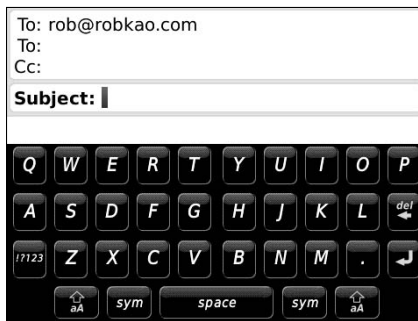 To: rob@robkao.com
To:
Cc:
Subject:
Q W E R T Y U I O P
A S D F G H J K L del
!?123 Z X C V B N M .
aA sym space sym aA